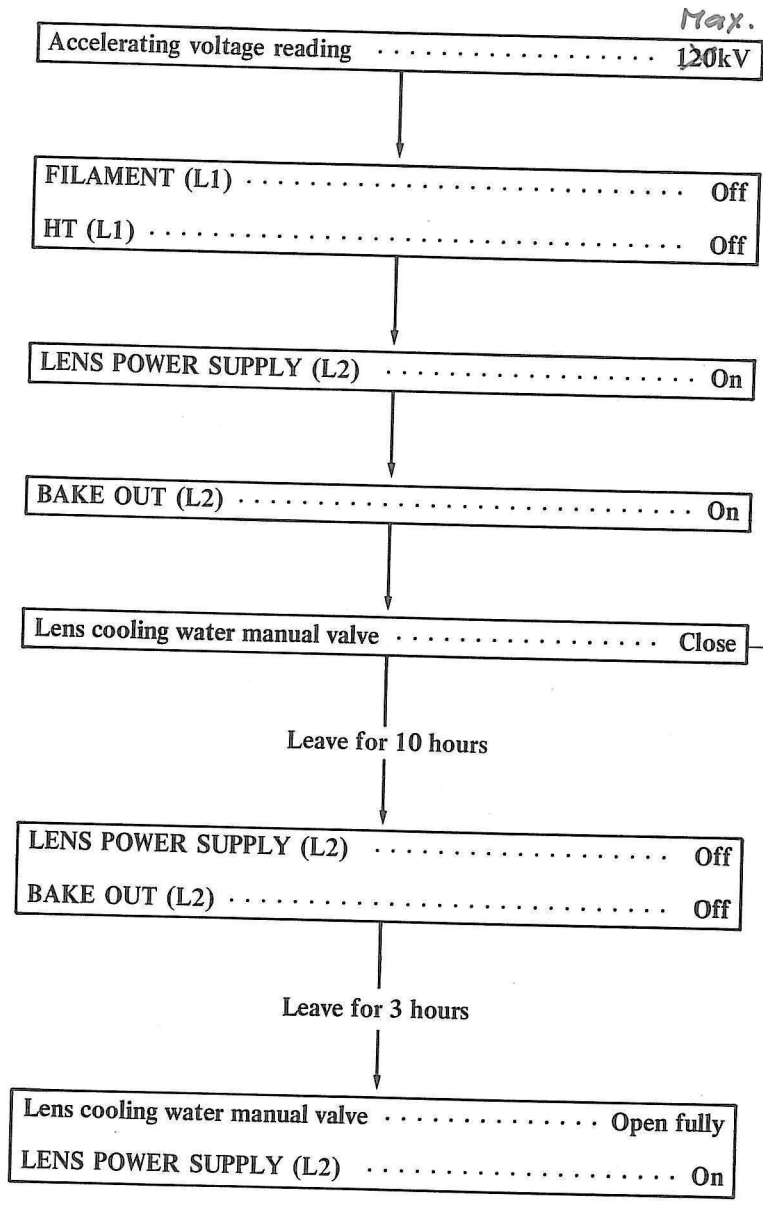 Max.
Accelerating voltage reading . . . . . . . . . . . . . . . . . . 120kV
FILAMENT (L1) . . . . . . . . . . . . . . . . . . . . . . . . . . . . Off
HT (L1) . . . . . . . . . . . . . . . . . . . . . . . . . . . . . . . . . . Off
LENS POWER SUPPLY (L2) . . . . . . . . . . . . . . . . . . . . On
BAKE OUT (L2) . . . . . . . . . . . . . . . . . . . . . . . . . . . . . On
Lens cooling water manual valve . . . . . . . . . . . . . . . . . Close
Leave for 10 hours
LENS POWER SUPPLY (L2) . . . . . . . . . . . . . . . . . . . Off
BAKE OUT (L2) . . . . . . . . . . . . . . . . . . . . . . . . . . . . Off
Leave for 3 hours
Lens cooling water manual valve . . . . . . . . . . . . . . Open fully
LENS POWER SUPPLY (L2) . . . . . . . . . . . . . . . . . . . . On